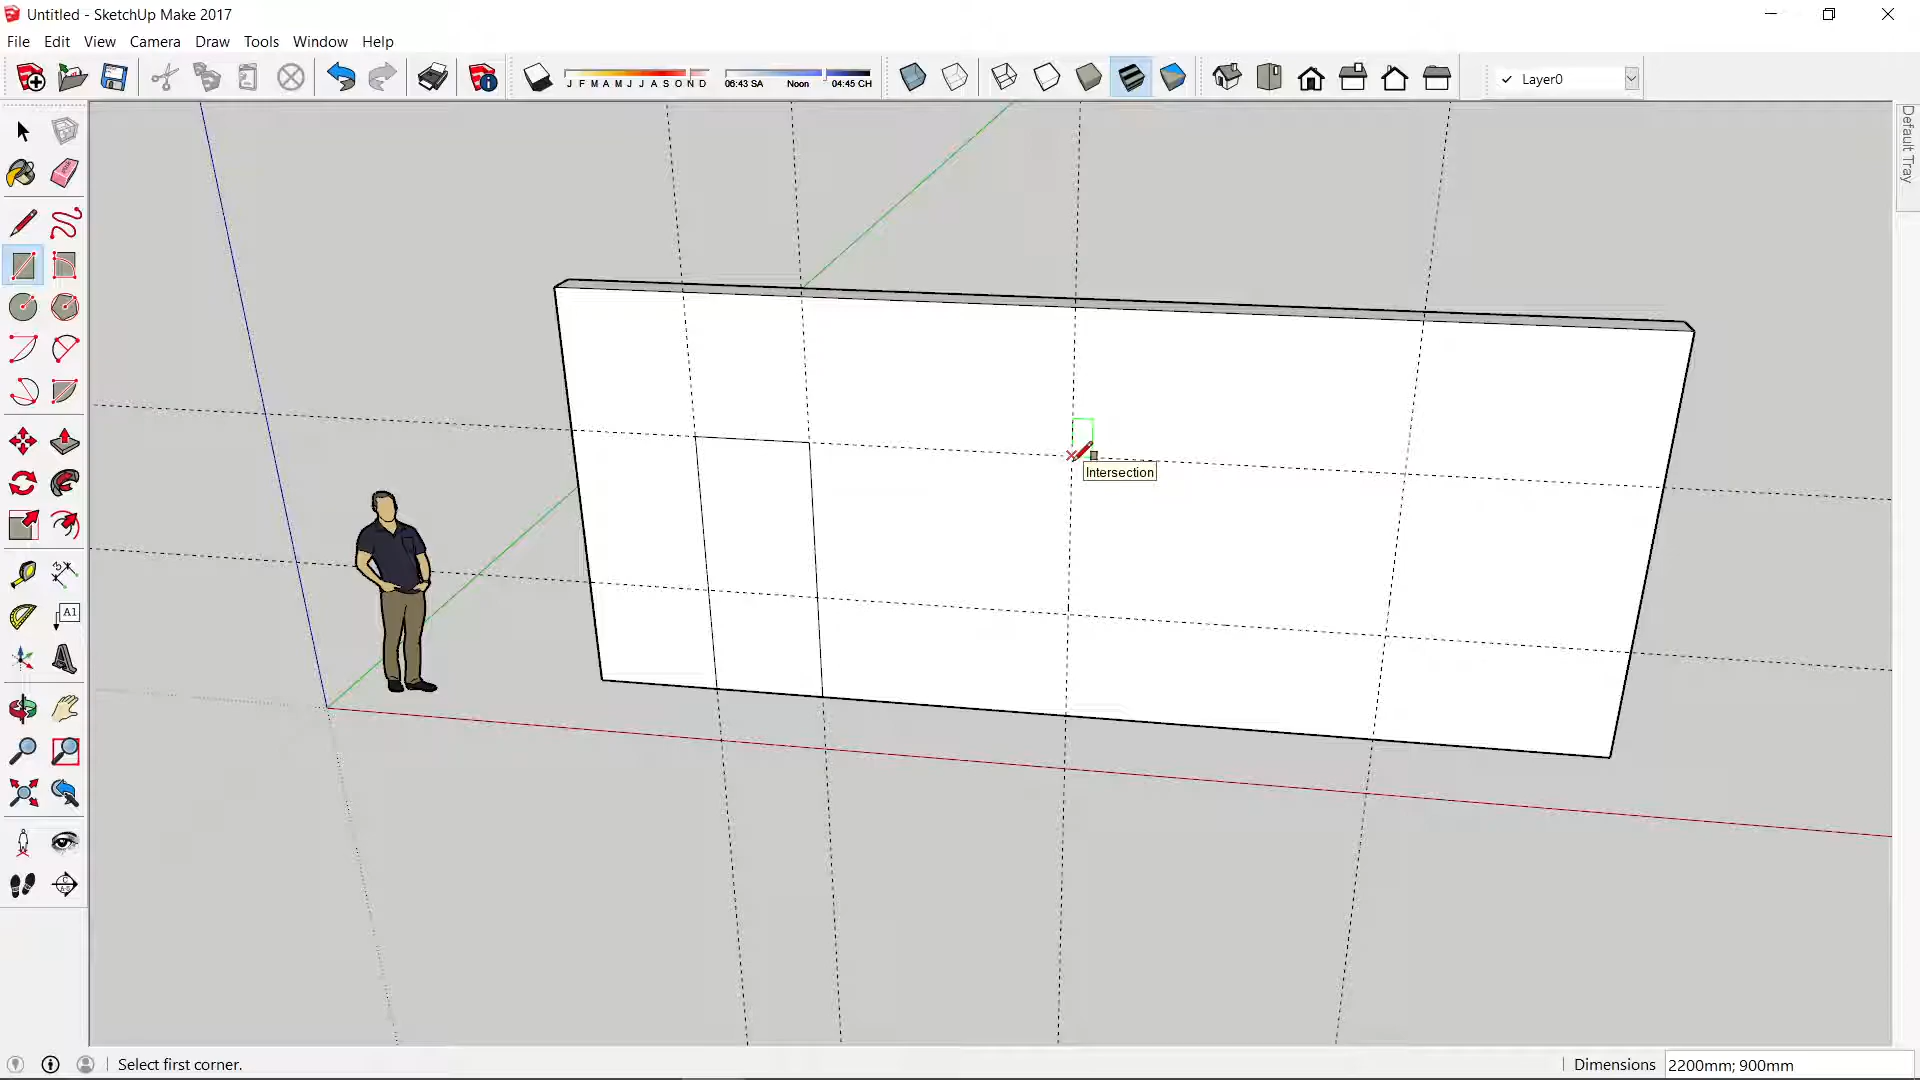 Untitled - SketchUp Make 2017
File Edit View Camera Draw Tools Window Help
J F M A M J J A S O N D
06:43 SA Noon 04:45 CH
Layer0
Default Tray
Intersection
A1
Select first corner.
Dimensions 2200mm; 900mm